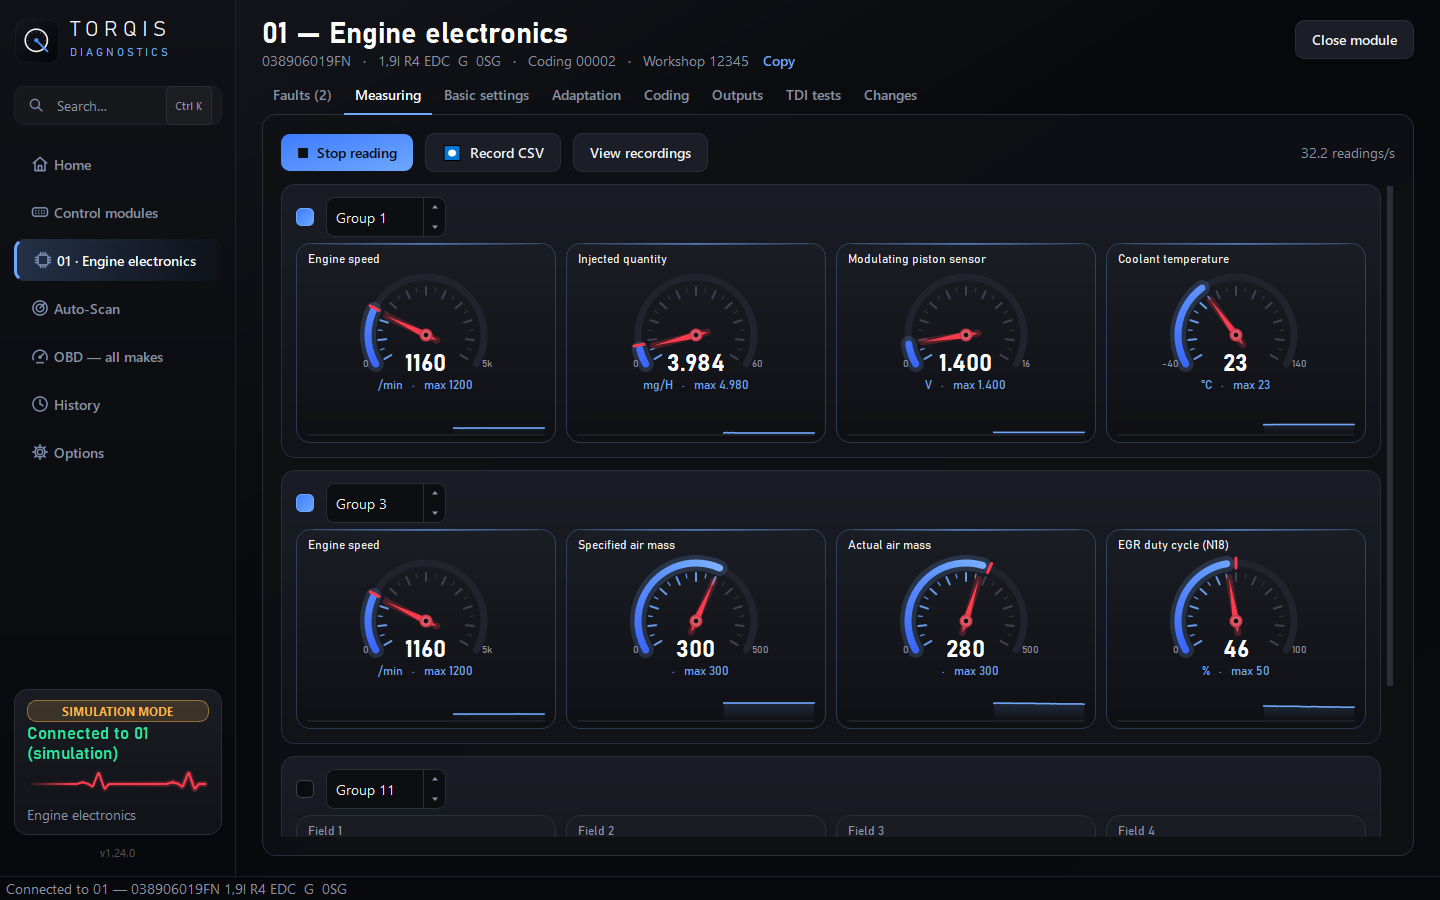 TORQIS
DIAGNOSTICS
Search...
Ctrl K
Home
Control modules
01 · Engine electronics
Auto-Scan
OBD — all makes
History
Options
SIMULATION MODE
Connected to 01
(simulation)
Engine electronics
v1.24.0
01 — Engine electronics
038906019FN · 1,9l R4 EDC G 0SG · Coding 00002 · Workshop 12345 Copy
Close module
Faults (2) Measuring Basic settings Adaptation Coding Outputs TDI tests Changes
Stop reading Record CSV View recordings 32.2 readings/s
Group 1
Engine speed
0 1160 5k
/min · max 1200
Injected quantity
0 3.984 60
mg/H · max 4.980
Modulating piston sensor
0 1.400 16
V · max 1.400
Coolant temperature
-40 23 140
°C · max 23
Group 3
Engine speed
0 1160 5k
/min · max 1200
Specified air mass
0 300 500
· max 300
Actual air mass
0 280 500
· max 300
EGR duty cycle (N18)
0 46 100
% · max 50
Group 11
Field 1 Field 2 Field 3 Field 4
Connected to 01 — 038906019FN 1,9l R4 EDC G 0SG